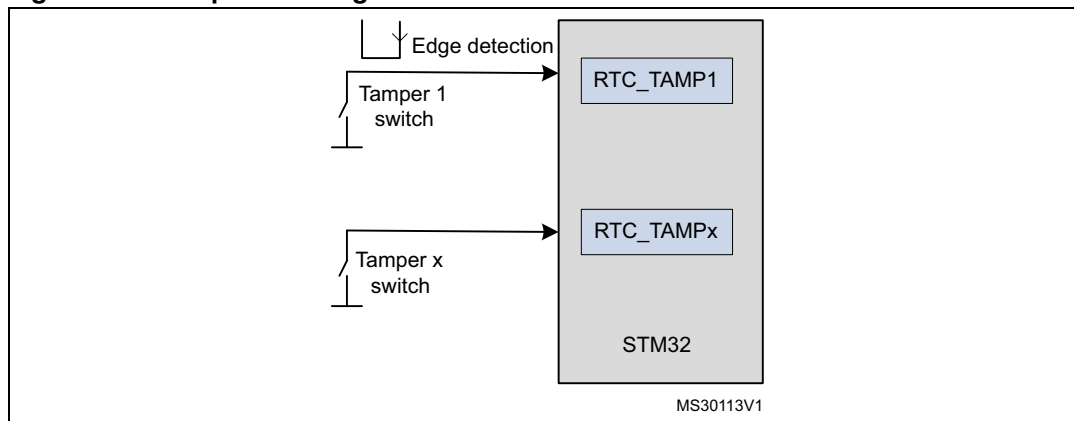 Edge detection
RTC_TAMP1
Tamper 1
switch
RTC_TAMPx
Tamper x
switch
STM32
MS30113V1